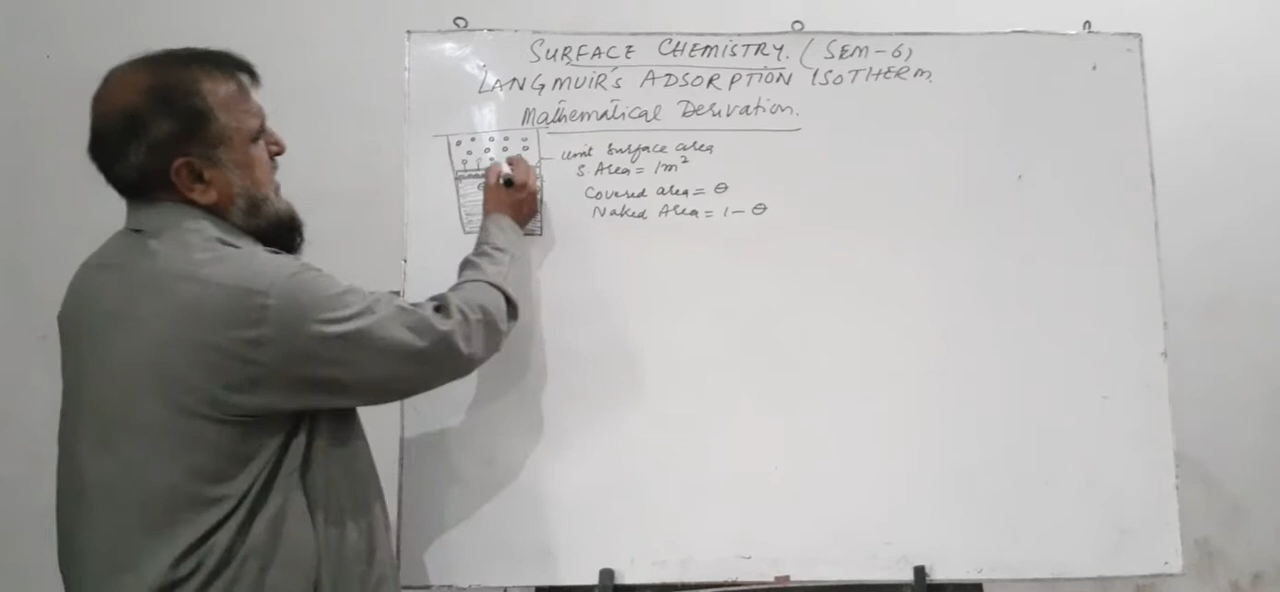 SURFACE CHEMISTRY. (SEM-6)
LANGMUIR'S ADSORPTION ISOTHERM.
Mathematical Derivation.
unit surface area
S. Area = 1m²
Covered area = θ
Naked Area = 1 - θ